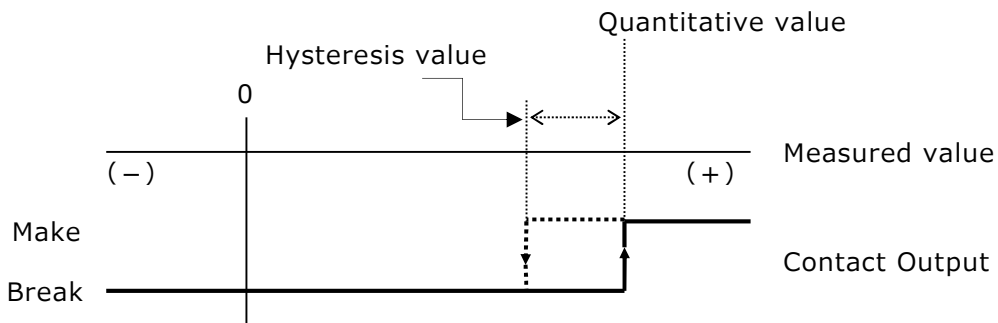 Quantitative value
Hysteresis value
0
Measured value
(−)
(+)
Make
Contact Output
Break